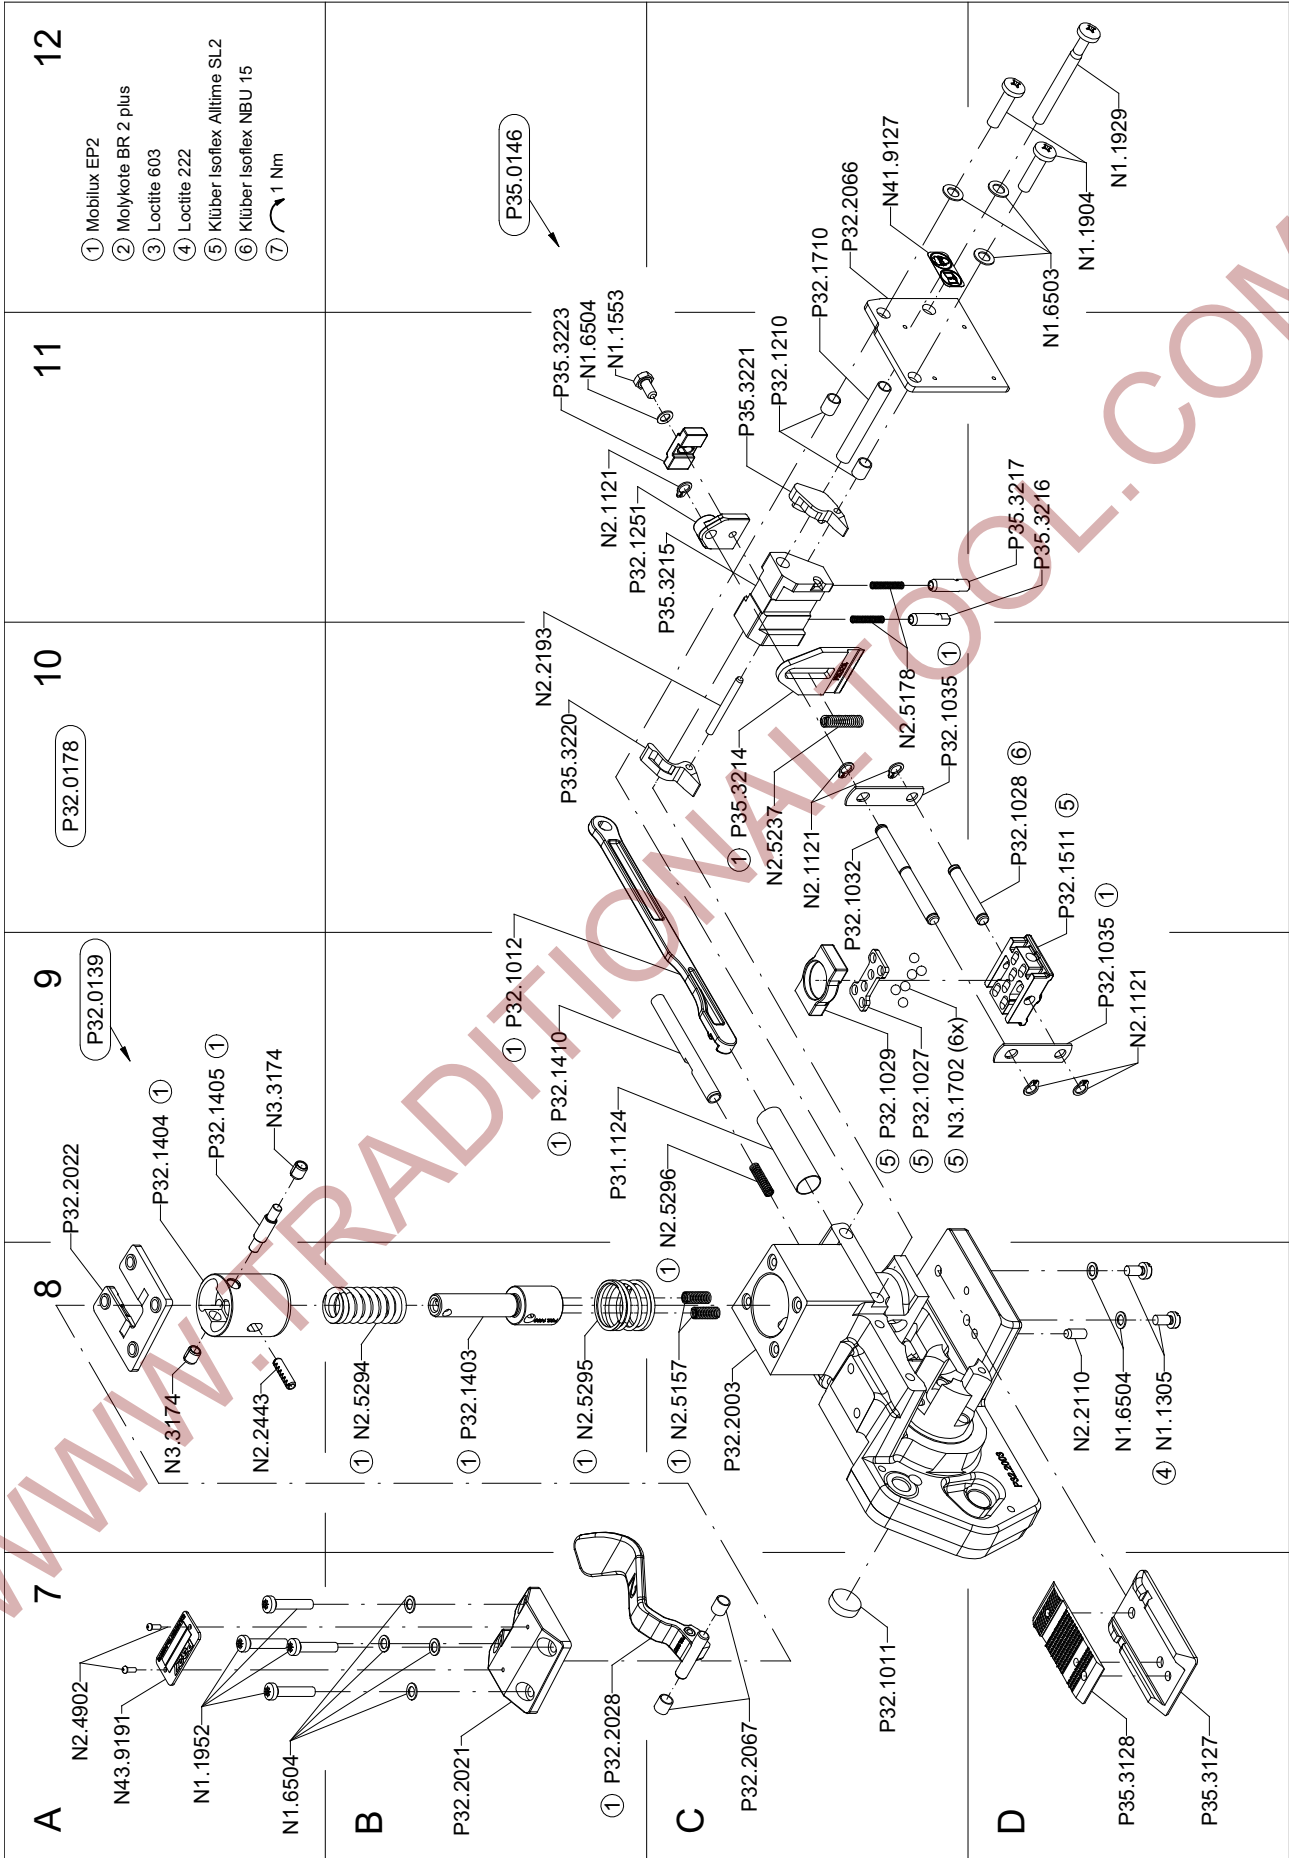 7
8
9
10
11
12
A
B
C
D
① Mobilux EP2
② Molykote BR 2 plus
③ Loctite 603
④ Loctite 222
⑤ Klüber Isoflex Alltime SL2
⑥ Klüber Isoflex NBU 15
⑦ 1 Nm
P32.0139
P32.0178
P35.0146
N2.4902
N43.9191
N1.1952
N1.6504
P32.2021
① P32.2028
P32.2067
P32.1011
P35.3128
P35.3127
P32.2022
P32.1404 ①
P32.1405 ①
N3.3174
N3.3174
N2.2443
① N2.5294
① P32.1403
① N2.5295
① N2.5157
P32.2003
P32.2003
① N2.5296
P31.1124
① P32.1410
① P32.1012
N2.2110
N1.6504
④ N1.1305
⑤ P32.1029
⑤ P32.1027
⑤ N3.1702 (6x)
N2.1121
P32.1035 ①
P32.1511 ⑤
P32.1028 ⑥
P32.1032
N2.1121
N2.5237
① P35.3214
P32.1035 ①
N2.5178
P35.3220
N2.2193
P35.3215
P32.1251
N2.1121
P35.3223
N1.6504
N1.1553
P35.3216
P35.3217
P35.3221
P32.1210
P32.1710
P32.2066
N41.9127
N1.6503
N1.1904
N1.1929
WWW.TRADITIONALTOOL.COM